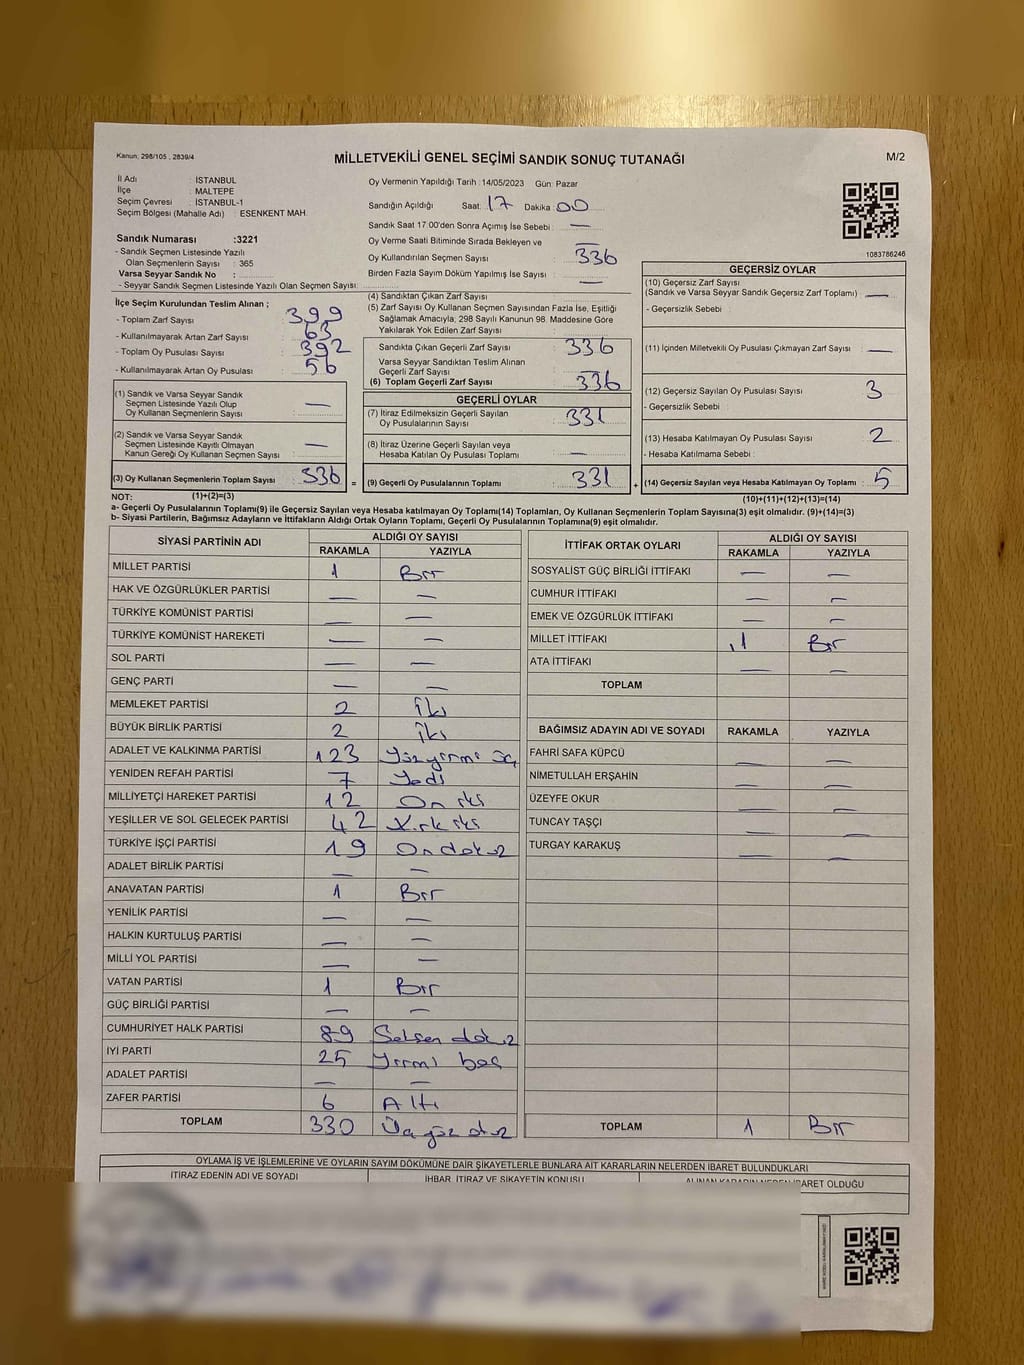 Kanun; 298/105 , 2839/4
MİLLETVEKİLİ GENEL SEÇİMİ SANDIK SONUÇ TUTANAĞI
M/2
İl Adı : İSTANBUL
İlçe : MALTEPE
Seçim Çevresi : İSTANBUL-1
Seçim Bölgesi (Mahalle Adı) : ESENKENT MAH.
Sandık Numarası :3221
- Sandık Seçmen Listesinde Yazılı
Olan Seçmenlerin Sayısı : 365
Varsa Seyyar Sandık No :
- Seyyar Sandık Seçmen Listesinde Yazılı Olan Seçmen Sayısı:
Oy Vermenin Yapıldığı Tarih :14/05/2023 Gün: Pazar
Sandığın Açıldığı Saat: 17 Dakika: 00
Sandık Saat 17:00'den Sonra Açımış İse Sebebi : —
Oy Verme Saati Bitiminde Sırada Bekleyen ve —
Oy Kullandırılan Seçmen Sayısı : 336
Birden Fazla Sayım Döküm Yapılmış İse Sayısı : —
1083786246
İlçe Seçim Kurulundan Teslim Alınan ;
- Toplam Zarf Sayısı : 399
- Kullanılmayarak Artan Zarf Sayısı : 63
- Toplam Oy Pusulası Sayısı : 392
- Kullanılmayarak Artan Oy Pusulası : 56
(1) Sandık ve Varsa Seyyar Sandık
Seçmen Listesinde Yazılı Olup
Oy Kullanan Seçmenlerin Sayısı : —
(2) Sandık ve Varsa Seyyar Sandık
Seçmen Listesinde Kayıtlı Olmayan
Kanun Gereği Oy Kullanan Seçmen Sayısı : —
(3) Oy Kullanan Seçmenlerin Toplam Sayısı : 336 =
(4) Sandıktan Çıkan Zarf Sayısı :
(5) Zarf Sayısı Oy Kullanan Seçmen Sayısından Fazla İse, Eşitliği
Sağlamak Amacıyla; 298 Sayılı Kanunun 98. Maddesine Göre
Yakılarak Yok Edilen Zarf Sayısı :
Sandıkta Çıkan Geçerli Zarf Sayısı : 336
Varsa Seyyar Sandıktan Teslim Alınan
Geçerli Zarf Sayısı : —
(6) Toplam Geçerli Zarf Sayısı : 336
GEÇERLİ OYLAR
(7) İtiraz Edilmeksizin Geçerli Sayılan
Oy Pusulalarının Sayısı : 331
(8) İtiraz Üzerine Geçerli Sayılan veya
Hesaba Katılan Oy Pusulası Toplamı : —
(9) Geçerli Oy Pusulalarının Toplamı : 331 +
GEÇERSİZ OYLAR
(10) Geçersiz Zarf Sayısı
(Sandık ve Varsa Seyyar Sandık Geçersiz Zarf Toplamı) : —
- Geçersizlik Sebebi :
(11) İçinden Milletvekili Oy Pusulası Çıkmayan Zarf Sayısı : —
(12) Geçersiz Sayılan Oy Pusulası Sayısı : 3
- Geçersizlik Sebebi :
(13) Hesaba Katılmayan Oy Pusulası Sayısı : 2
- Hesaba Katılmama Sebebi :
(14) Geçersiz Sayılan veya Hesaba Katılmayan Oy Toplamı : 5
NOT: (1)+(2)=(3)
(10)+(11)+(12)+(13)=(14)
a- Geçerli Oy Pusulalarının Toplamı(9) ile Geçersiz Sayılan veya Hesaba katılmayan Oy Toplamı(14) Toplamları, Oy Kullanan Seçmenlerin Toplam Sayısına(3) eşit olmalıdır. (9)+(14)=(3)
b- Siyasi Partilerin, Bağımsız Adayların ve İttifakların Aldığı Ortak Oyların Toplamı, Geçerli Oy Pusulalarının Toplamına(9) eşit olmalıdır.
SİYASİ PARTİNİN ADI ALDIĞI OY SAYISI
RAKAMLA YAZIYLA
MİLLET PARTİSİ 1 Bir
HAK VE ÖZGÜRLÜKLER PARTİSİ — —
TÜRKİYE KOMÜNİST PARTİSİ — —
TÜRKİYE KOMÜNİST HAREKETİ — —
SOL PARTİ — —
GENÇ PARTİ — —
MEMLEKET PARTİSİ 2 İki
BÜYÜK BİRLİK PARTİSİ 2 İki
ADALET VE KALKINMA PARTİSİ 123 Yüzyirmi üç
YENİDEN REFAH PARTİSİ 7 Yedi
MİLLİYETÇİ HAREKET PARTİSİ 12 On iki
YEŞİLLER VE SOL GELECEK PARTİSİ 42 Kırk iki
TÜRKİYE İŞÇİ PARTİSİ 19 On dokuz
ADALET BİRLİK PARTİSİ — —
ANAVATAN PARTİSİ 1 Bir
YENİLİK PARTİSİ — —
HALKIN KURTULUŞ PARTİSİ — —
MİLLİ YOL PARTİSİ — —
VATAN PARTİSİ 1 Bir
GÜÇ BİRLİĞİ PARTİSİ — —
CUMHURİYET HALK PARTİSİ 89 Seksen dokuz
İYİ PARTİ 25 Yirmi beş
ADALET PARTİSİ — —
ZAFER PARTİSİ 6 Altı
TOPLAM 330 Üçyüz otuz
İTTİFAK ORTAK OYLARI ALDIĞI OY SAYISI
RAKAMLA YAZIYLA
SOSYALİST GÜÇ BİRLİĞİ İTTİFAKI — —
CUMHUR İTTİFAKI — —
EMEK VE ÖZGÜRLÜK İTTİFAKI — —
MİLLET İTTİFAKI 1 Bir
ATA İTTİFAKI — —
TOPLAM
BAĞIMSIZ ADAYIN ADI VE SOYADI RAKAMLA YAZIYLA
FAHRİ SAFA KÜPCÜ — —
NİMETULLAH ERŞAHİN — —
ÜZEYFE OKUR — —
TUNCAY TAŞÇI — —
TURGAY KARAKUŞ — —
TOPLAM 1 Bir
OYLAMA İŞ VE İŞLEMLERİNE VE OYLARIN SAYIM DÖKÜMÜNE DAİR ŞİKAYETLERLE BUNLARA AİT KARARLARIN NELERDEN İBARET BULUNDUKLARI
İTİRAZ EDENİN ADI VE SOYADI İHBAR, İTİRAZ VE ŞİKAYETİN KONUSU ALINAN KARARIN NEDEN İBARET OLDUĞU